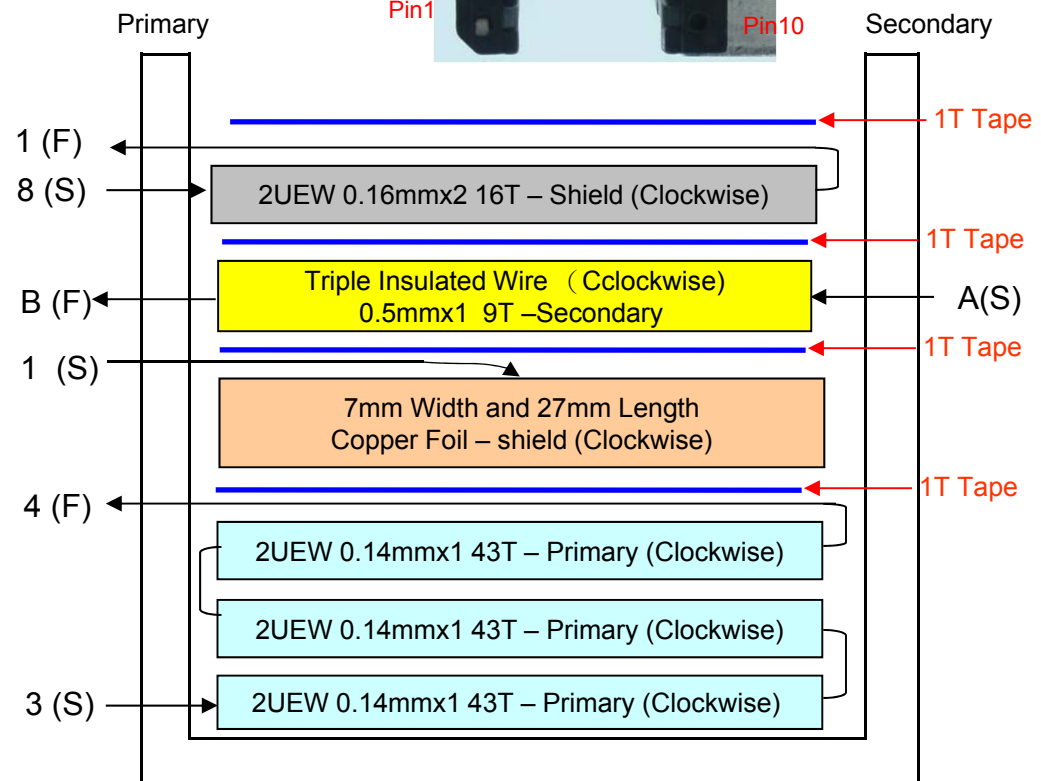 Pin1
Pin10
Primary
Secondary
1T Tape
1 (F)
8 (S)
2UEW 0.16mmx2 16T – Shield (Clockwise)
1T Tape
Triple Insulated Wire （Cclockwise)
0.5mmx1 9T –Secondary
B (F)
A(S)
1T Tape
1 (S)
7mm Width and 27mm Length
Copper Foil – shield (Clockwise)
1T Tape
4 (F)
2UEW 0.14mmx1 43T – Primary (Clockwise)
2UEW 0.14mmx1 43T – Primary (Clockwise)
2UEW 0.14mmx1 43T – Primary (Clockwise)
3 (S)